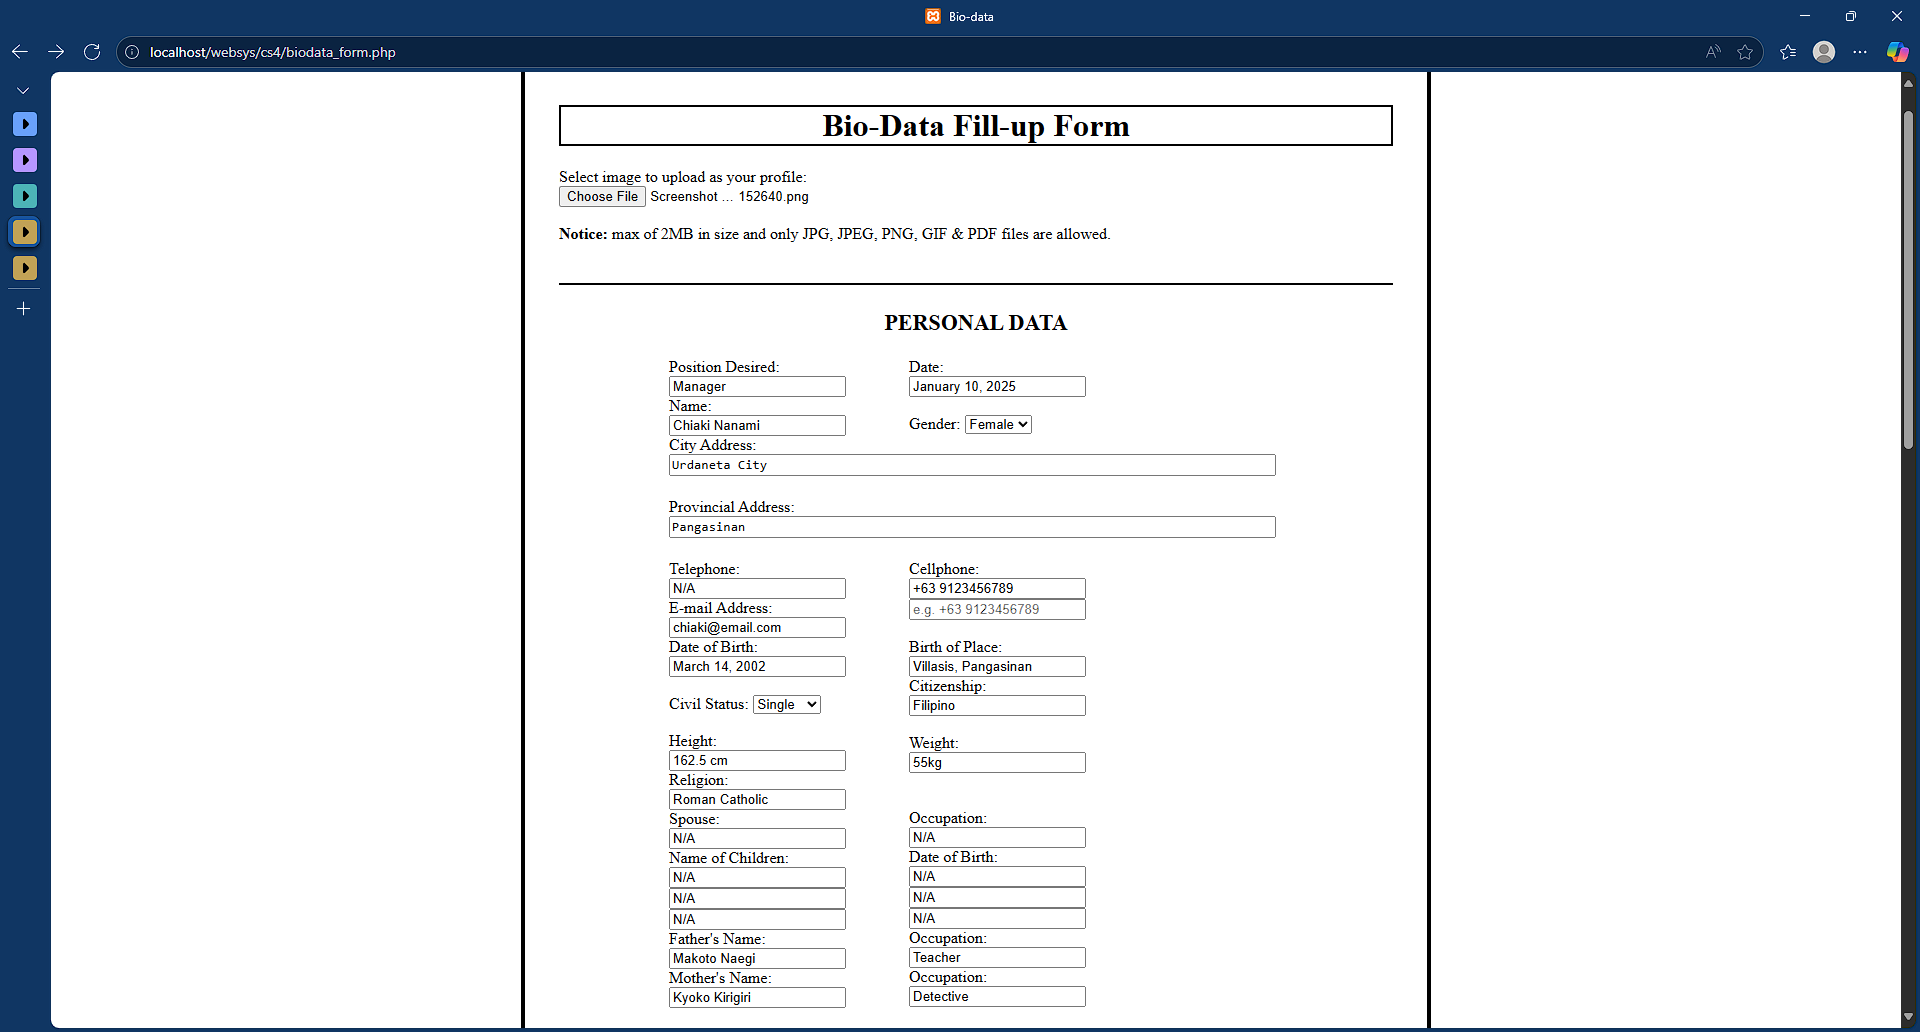 Bio-data
localhost/websys/cs4/biodata_form.php
Bio-Data Fill-up Form
Select image to upload as your profile:
Choose File Screenshot ... 152640.png
Notice: max of 2MB in size and only JPG, JPEG, PNG, GIF & PDF files are allowed.
PERSONAL DATA
Position Desired: Date:
Manager January 10, 2025
Name:
Chiaki Nanami Gender: Female
City Address:
Urdaneta City
Provincial Address:
Pangasinan
Telephone: Cellphone:
N/A +63 9123456789
E-mail Address: e.g. +63 9123456789
chiaki@email.com
Date of Birth: Birth of Place:
March 14, 2002 Villasis, Pangasinan
Citizenship:
Civil Status: Single Filipino
Height: Weight:
162.5 cm 55kg
Religion:
Roman Catholic
Spouse: Occupation:
N/A N/A
Name of Children: Date of Birth:
N/A N/A
N/A N/A
N/A N/A
Father's Name: Occupation:
Makoto Naegi Teacher
Mother's Name: Occupation:
Kyoko Kirigiri Detective